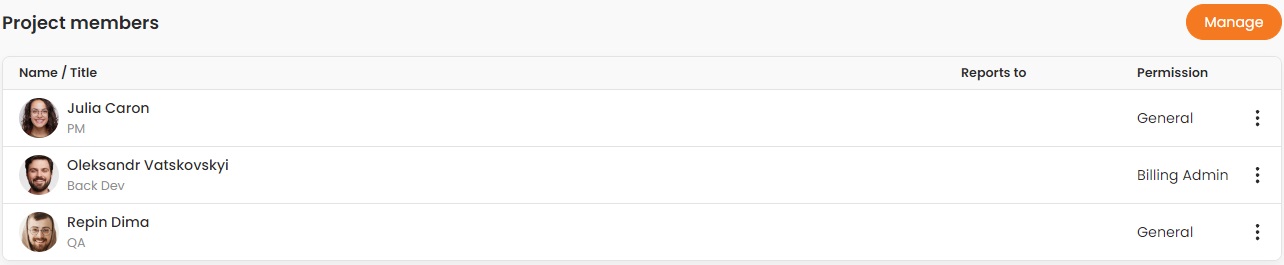 Project members
Manage
Name / Title
Reports to
Permission
Julia Caron
PM
General
Oleksandr Vatskovskyi
Back Dev
Billing Admin
Repin Dima
QA
General